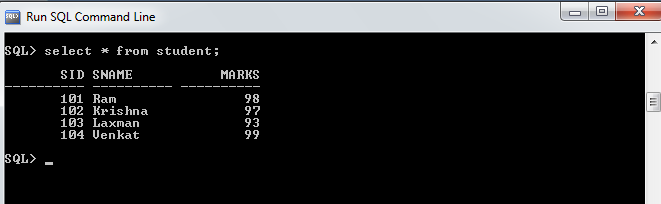 Run SQL Command Line
SQL> select * from student;
SID SNAME MARKS
---------- ---------- ----------
101 Ram 98
102 Krishna 97
103 Laxman 93
104 Venkat 99
SQL> _